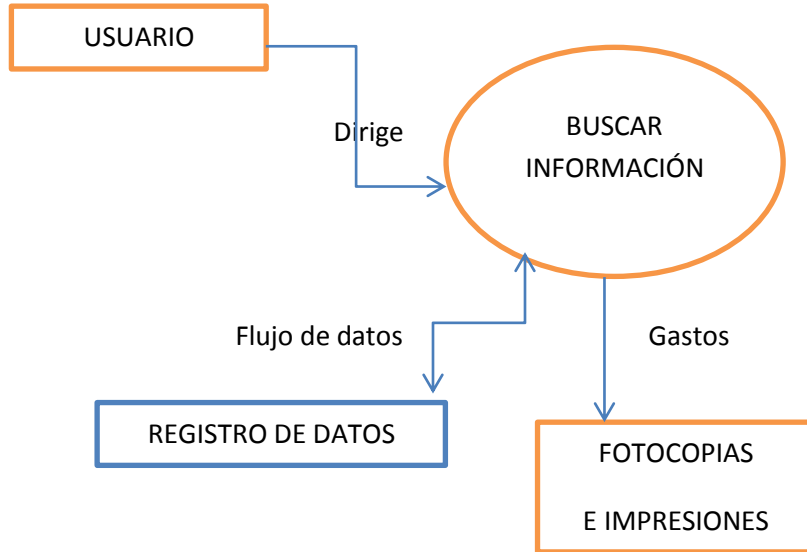 USUARIO
Dirige
BUSCAR
INFORMACIÓN
Flujo de datos
Gastos
REGISTRO DE DATOS
FOTOCOPIAS
E IMPRESIONES